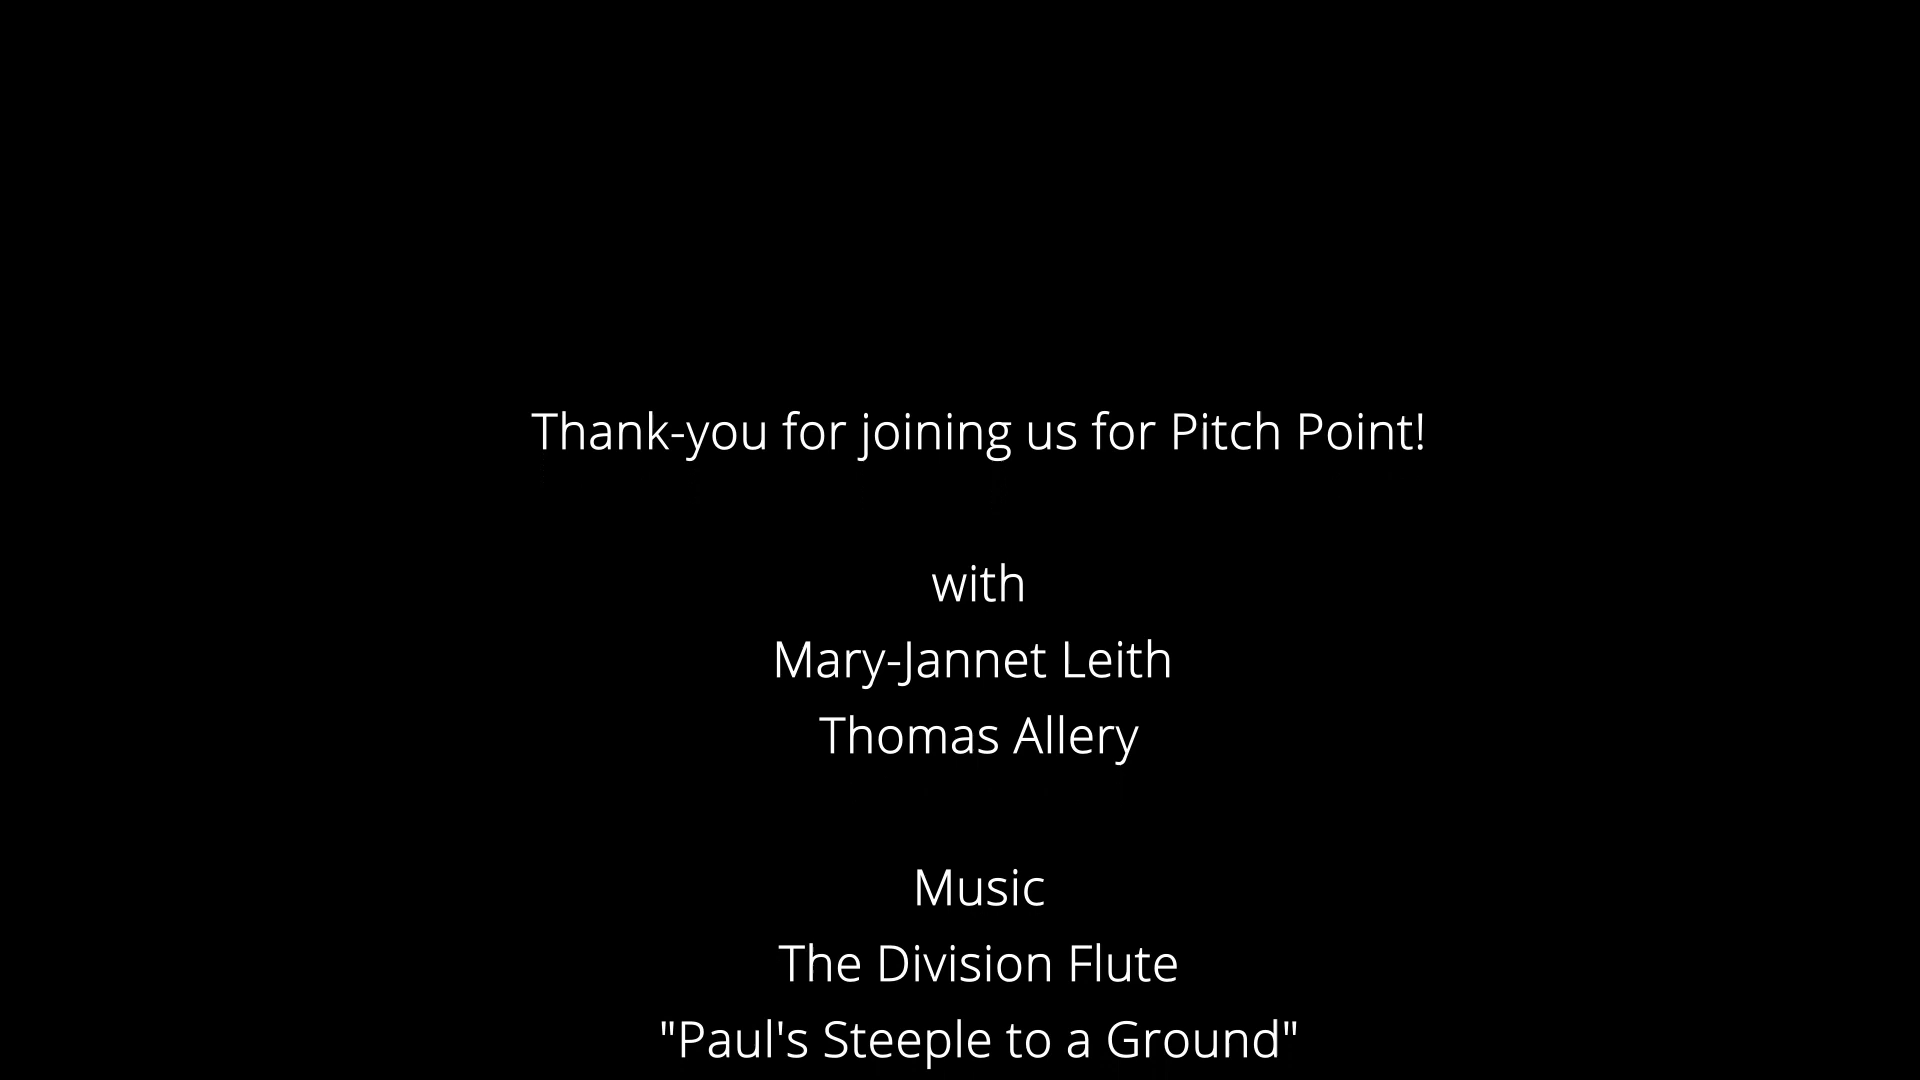 Thank-you for joining us for Pitch Point!
with
Mary-Jannet Leith
Thomas Allery
Music
The Division Flute
"Paul's Steeple to a Ground"